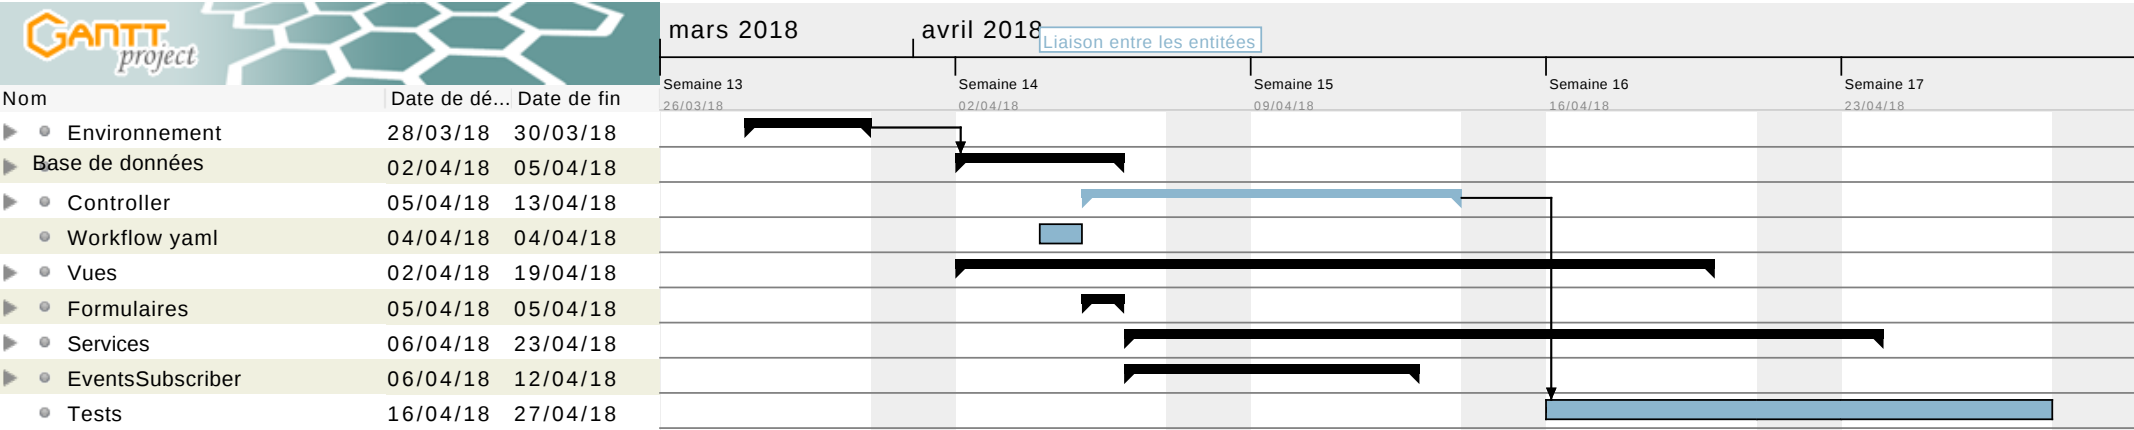 GANTT
project
mars 2018
avril 2018
Liaison entre les entitées
Semaine 13
Semaine 14
Semaine 15
Semaine 16
Semaine 17
26/03/18
02/04/18
09/04/18
16/04/18
23/04/18
Nom Date de dé... Date de fin
Environnement 28/03/18 30/03/18
Base de données 02/04/18 05/04/18
Controller 05/04/18 13/04/18
Workflow yaml 04/04/18 04/04/18
Vues 02/04/18 19/04/18
Formulaires 05/04/18 05/04/18
Services 06/04/18 23/04/18
EventsSubscriber 06/04/18 12/04/18
Tests 16/04/18 27/04/18